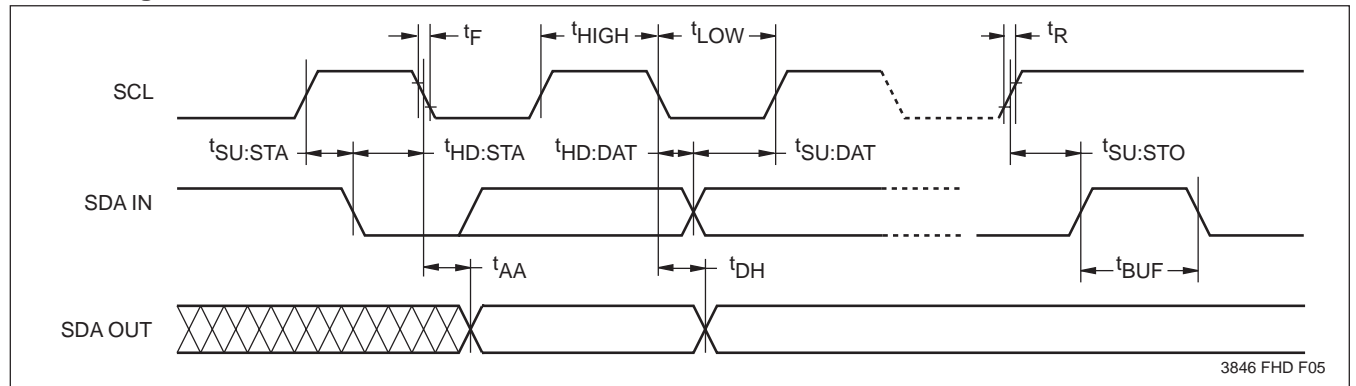 tF
tHIGH
tLOW
tR
SCL
tSU:STA
tHD:STA
tHD:DAT
tSU:DAT
tSU:STO
SDA IN
tAA
tDH
tBUF
SDA OUT
3846 FHD F05